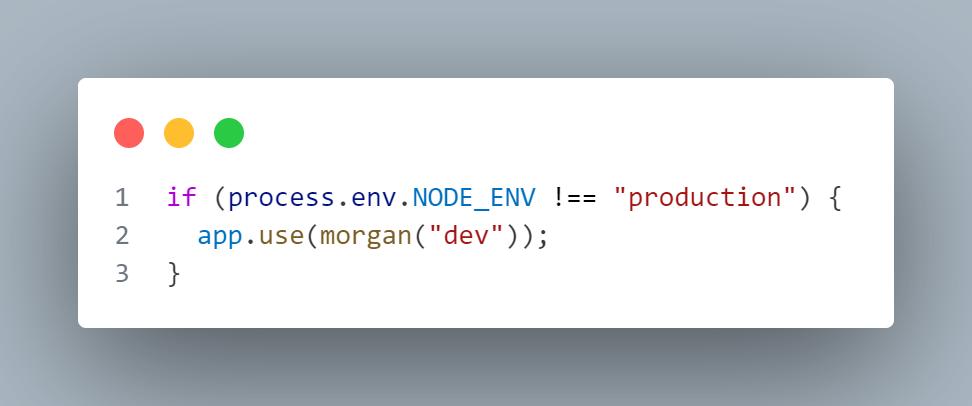 1 if (process.env.NODE_ENV !== "production") {
2   app.use(morgan("dev"));
3 }